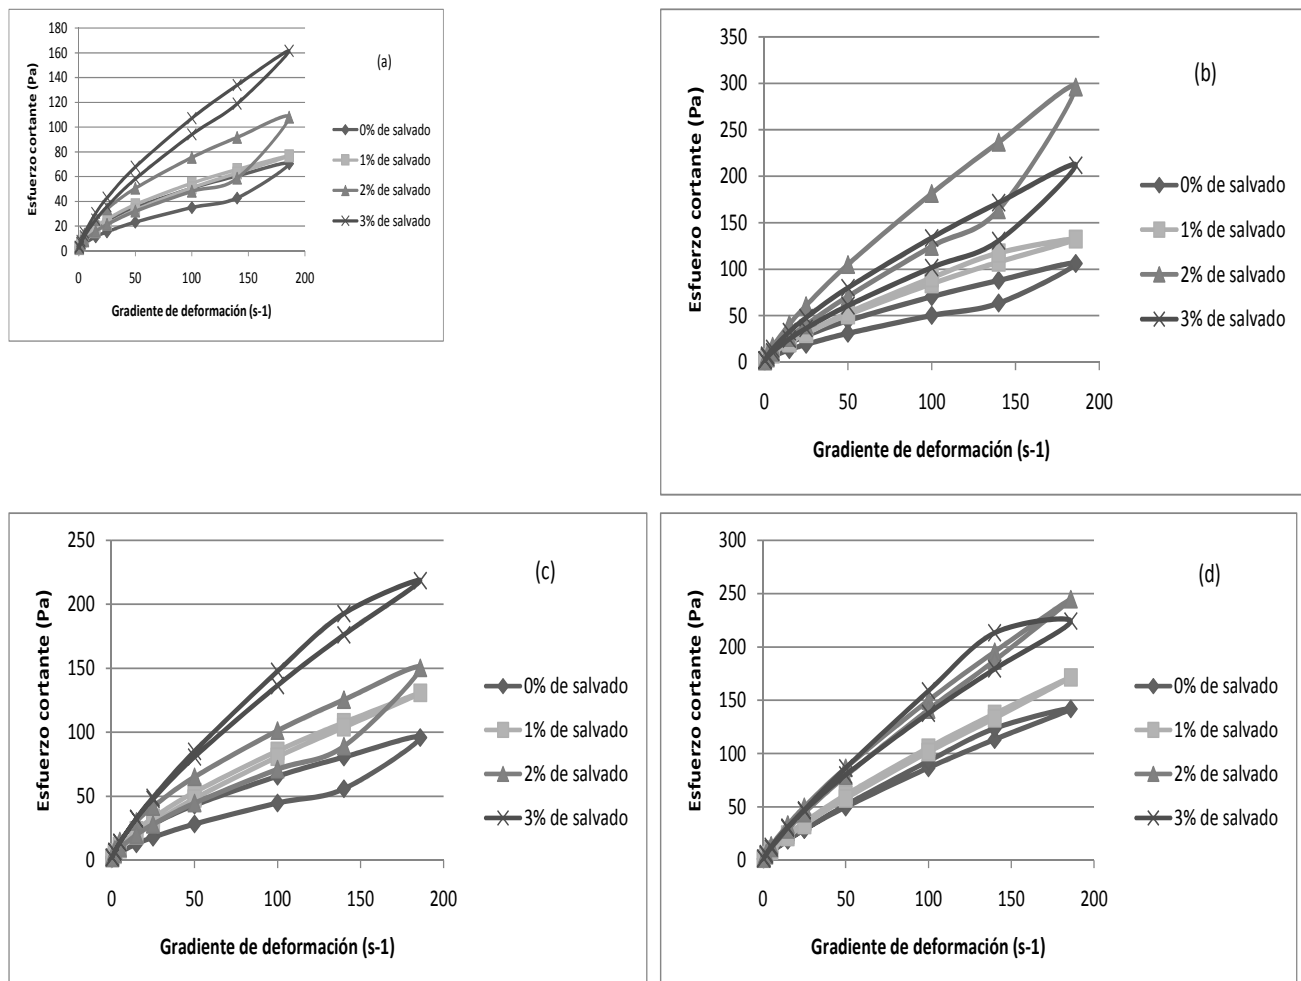 180
160
140
120
100
80
60
40
20
0
Esfuerzo cortante (Pa)
0 50 100 150 200
Gradiente de deformación (s-1)
(a)
0% de salvado
1% de salvado
2% de salvado
3% de salvado
350
300
250
200
150
100
50
0
Esfuerzo cortante (Pa)
0 50 100 150 200
Gradiente de deformación (s-1)
(b)
0% de salvado
1% de salvado
2% de salvado
3% de salvado
250
200
150
100
50
0
Esfuerzo cortante (Pa)
0 50 100 150 200
Gradiente de deformación (s-1)
(c)
0% de salvado
1% de salvado
2% de salvado
3% de salvado
300
250
200
150
100
50
0
Esfuerzo cortante (Pa)
0 50 100 150 200
Gradiente de deformación (s-1)
(d)
0% de salvado
1% de salvado
2% de salvado
3% de salvado